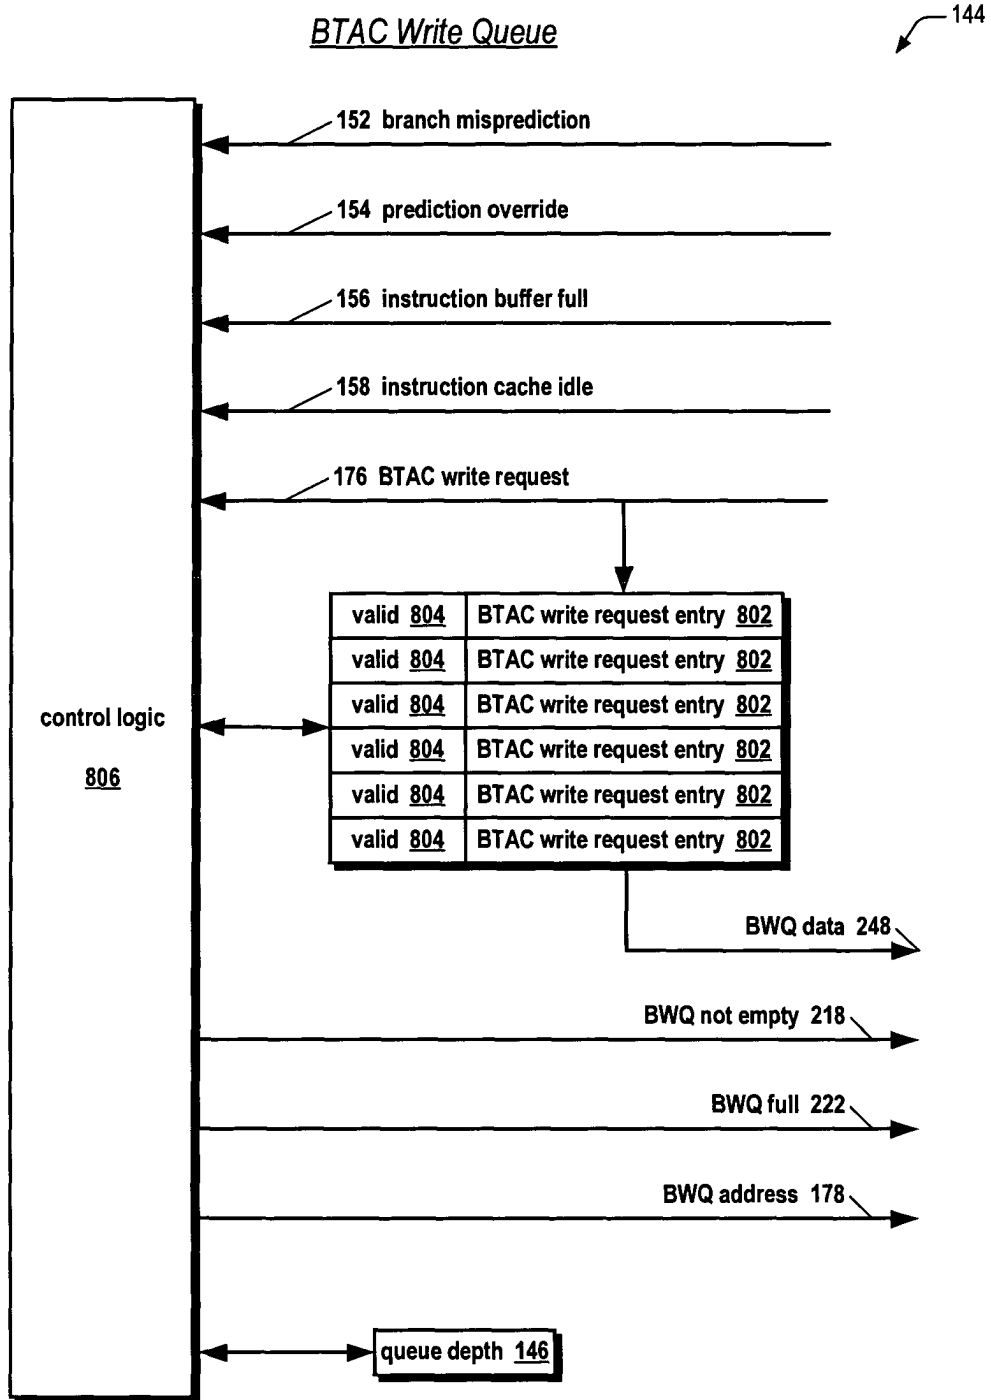 BTAC Write Queue
144
152 branch misprediction
154 prediction override
156 instruction buffer full
158 instruction cache idle
176 BTAC write request
valid 804 BTAC write request entry 802
valid 804 BTAC write request entry 802
valid 804 BTAC write request entry 802
valid 804 BTAC write request entry 802
valid 804 BTAC write request entry 802
valid 804 BTAC write request entry 802
control logic
806
BWQ data 248
BWQ not empty 218
BWQ full 222
BWQ address 178
queue depth 146